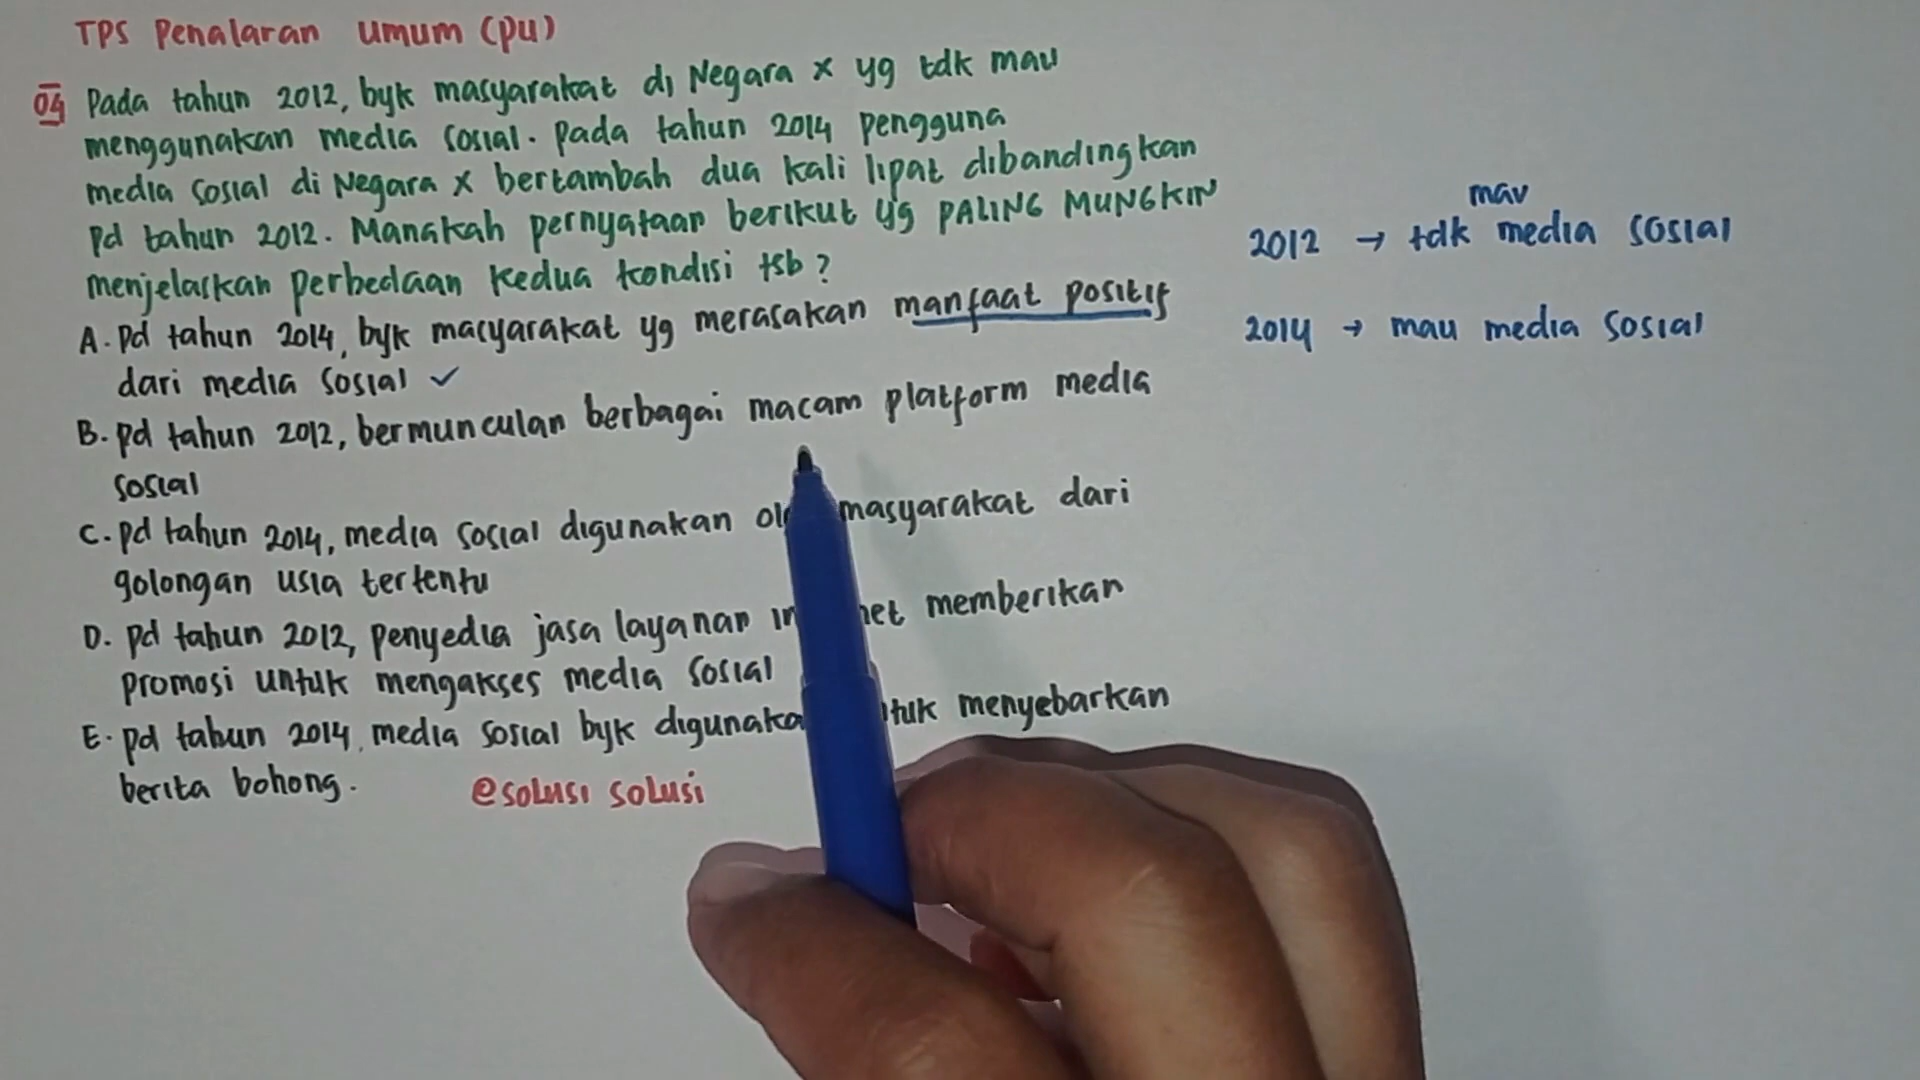 TPS Penalaran Umum (PU)
04 Pada tahun 2012, byk masyarakat di Negara X yg tdk mau
menggunakan media sosial. Pada tahun 2014 pengguna
media sosial di Negara X bertambah dua kali lipat dibandingkan
pd tahun 2012. Manakah pernyataan berikut yg PALING MUNGKIN
menjelaskan perbedaan kedua kondisi tsb?
A. Pd tahun 2014, byk masyarakat yg merasakan manfaat positif
dari media sosial ✓
B. pd tahun 2012, bermunculan berbagai macam platform media
sosial
C. pd tahun 2014, media sosial digunakan masyarakat dari
golongan usia tertentu
D. pd tahun 2012, penyedia jasa layanan memberikan
promosi untuk mengakses media sosial
E. pd tahun 2014, media sosial byk menyebarkan
berita bohong.
@solusi solusi
mau
2012 → tdk media sosial
2014 → mau media sosial